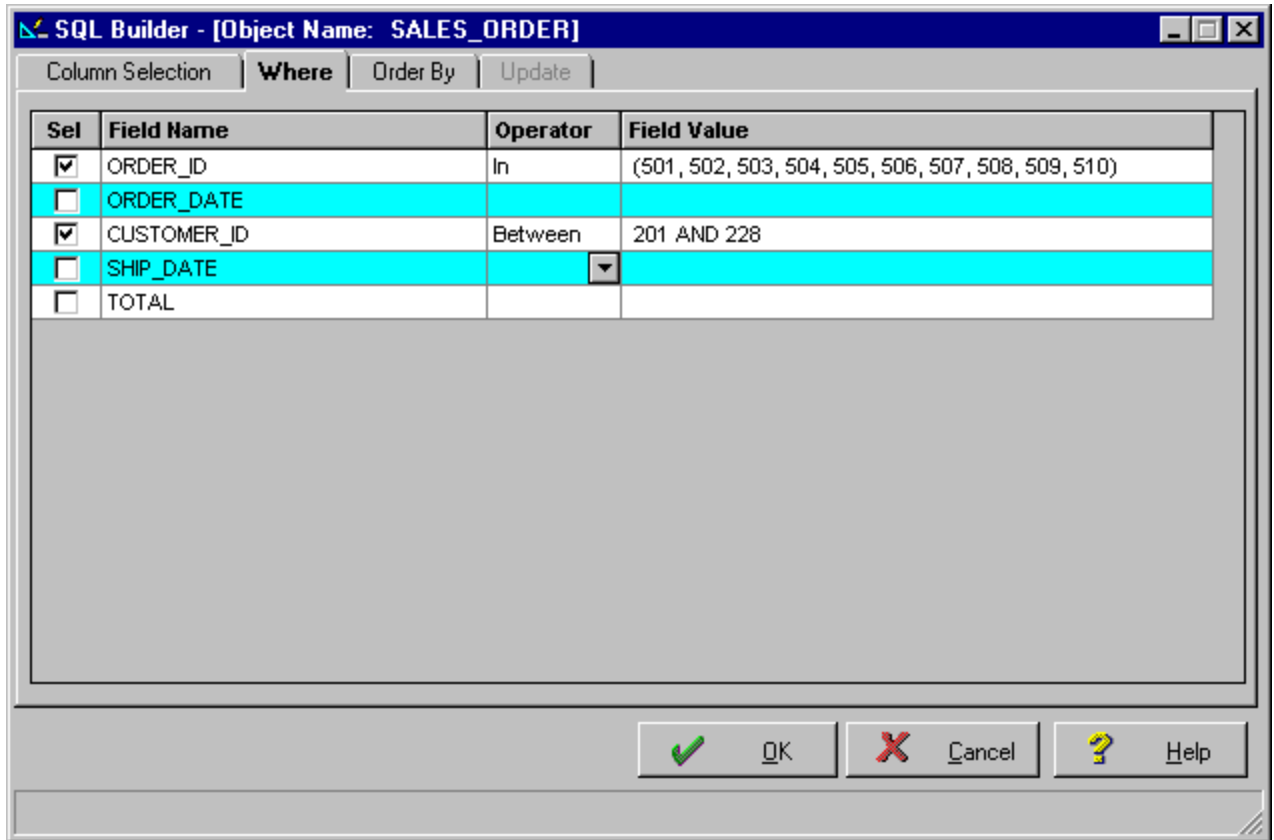 SQL Builder - [Object Name:  SALES_ORDER]
Column Selection Where Order By Update
Sel Field Name Operator Field Value
ORDER_ID In (501, 502, 503, 504, 505, 506, 507, 508, 509, 510)
ORDER_DATE
CUSTOMER_ID Between 201 AND 228
SHIP_DATE
TOTAL
OK Cancel Help